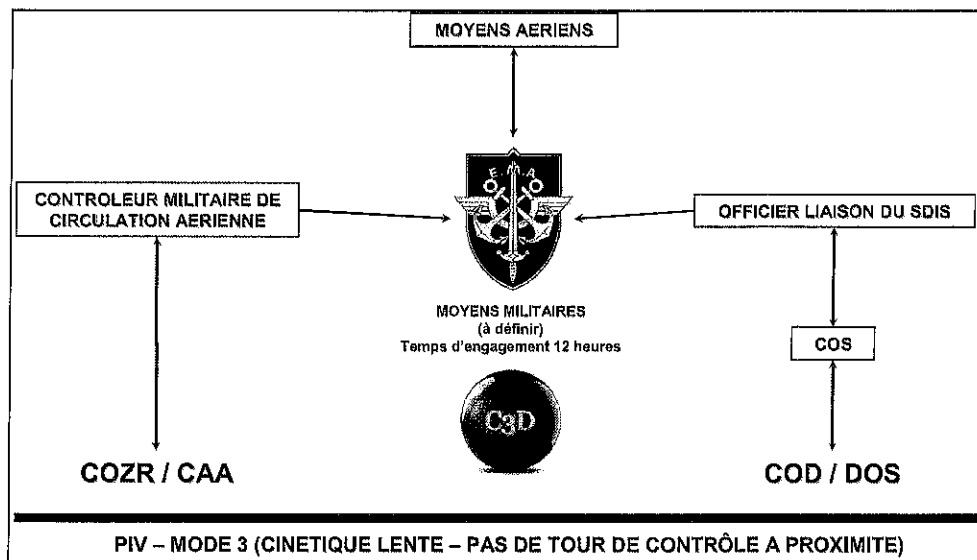 MOYENS AERIENS
E.M.A
CONTROLEUR MILITAIRE DE
CIRCULATION AERIENNE
OFFICIER LIAISON DU SDIS
MOYENS MILITAIRES
(à définir)
Temps d'engagement 12 heures
COS
C3D
COZR / CAA
COD / DOS
PIV – MODE 3 (CINETIQUE LENTE – PAS DE TOUR DE CONTRÔLE A PROXIMITE)